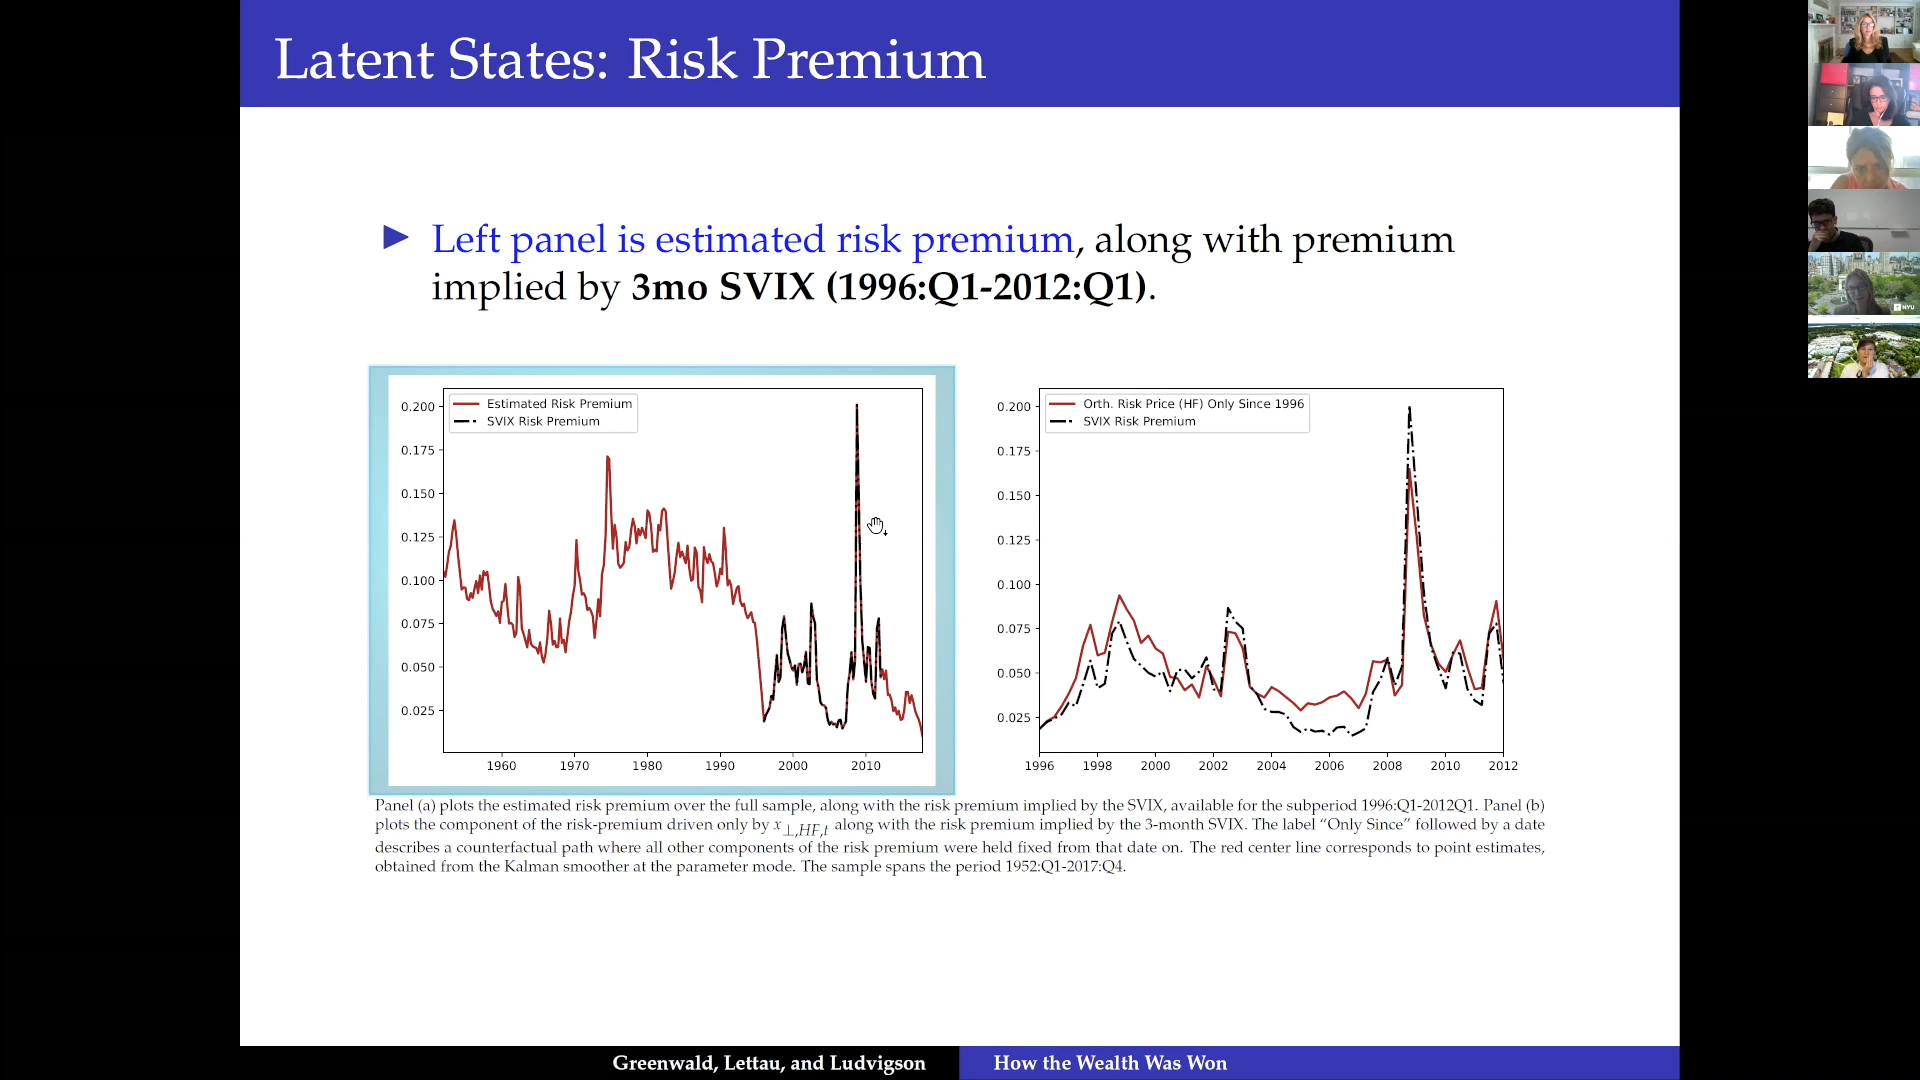 Latent States: Risk Premium
▶ Left panel is estimated risk premium, along with premium
implied by 3mo SVIX (1996:Q1-2012:Q1).
Estimated Risk Premium
SVIX Risk Premium
0.200
0.175
0.150
0.125
0.100
0.075
0.050
0.025
1960 1970 1980 1990 2000 2010
Orth. Risk Price (HF) Only Since 1996
SVIX Risk Premium
0.200
0.175
0.150
0.125
0.100
0.075
0.050
0.025
1996 1998 2000 2002 2004 2006 2008 2010 2012
Panel (a) plots the estimated risk premium over the full sample, along with the risk premium implied by the SVIX, available for the subperiod 1996:Q1-2012Q1. Panel (b)
plots the component of the risk-premium driven only by x⊥,HF,t along with the risk premium implied by the 3-month SVIX. The label “Only Since” followed by a date
describes a counterfactual path where all other components of the risk premium were held fixed from that date on. The red center line corresponds to point estimates,
obtained from the Kalman smoother at the parameter mode. The sample spans the period 1952:Q1-2017:Q4.
Greenwald, Lettau, and Ludvigson
How the Wealth Was Won
NYU